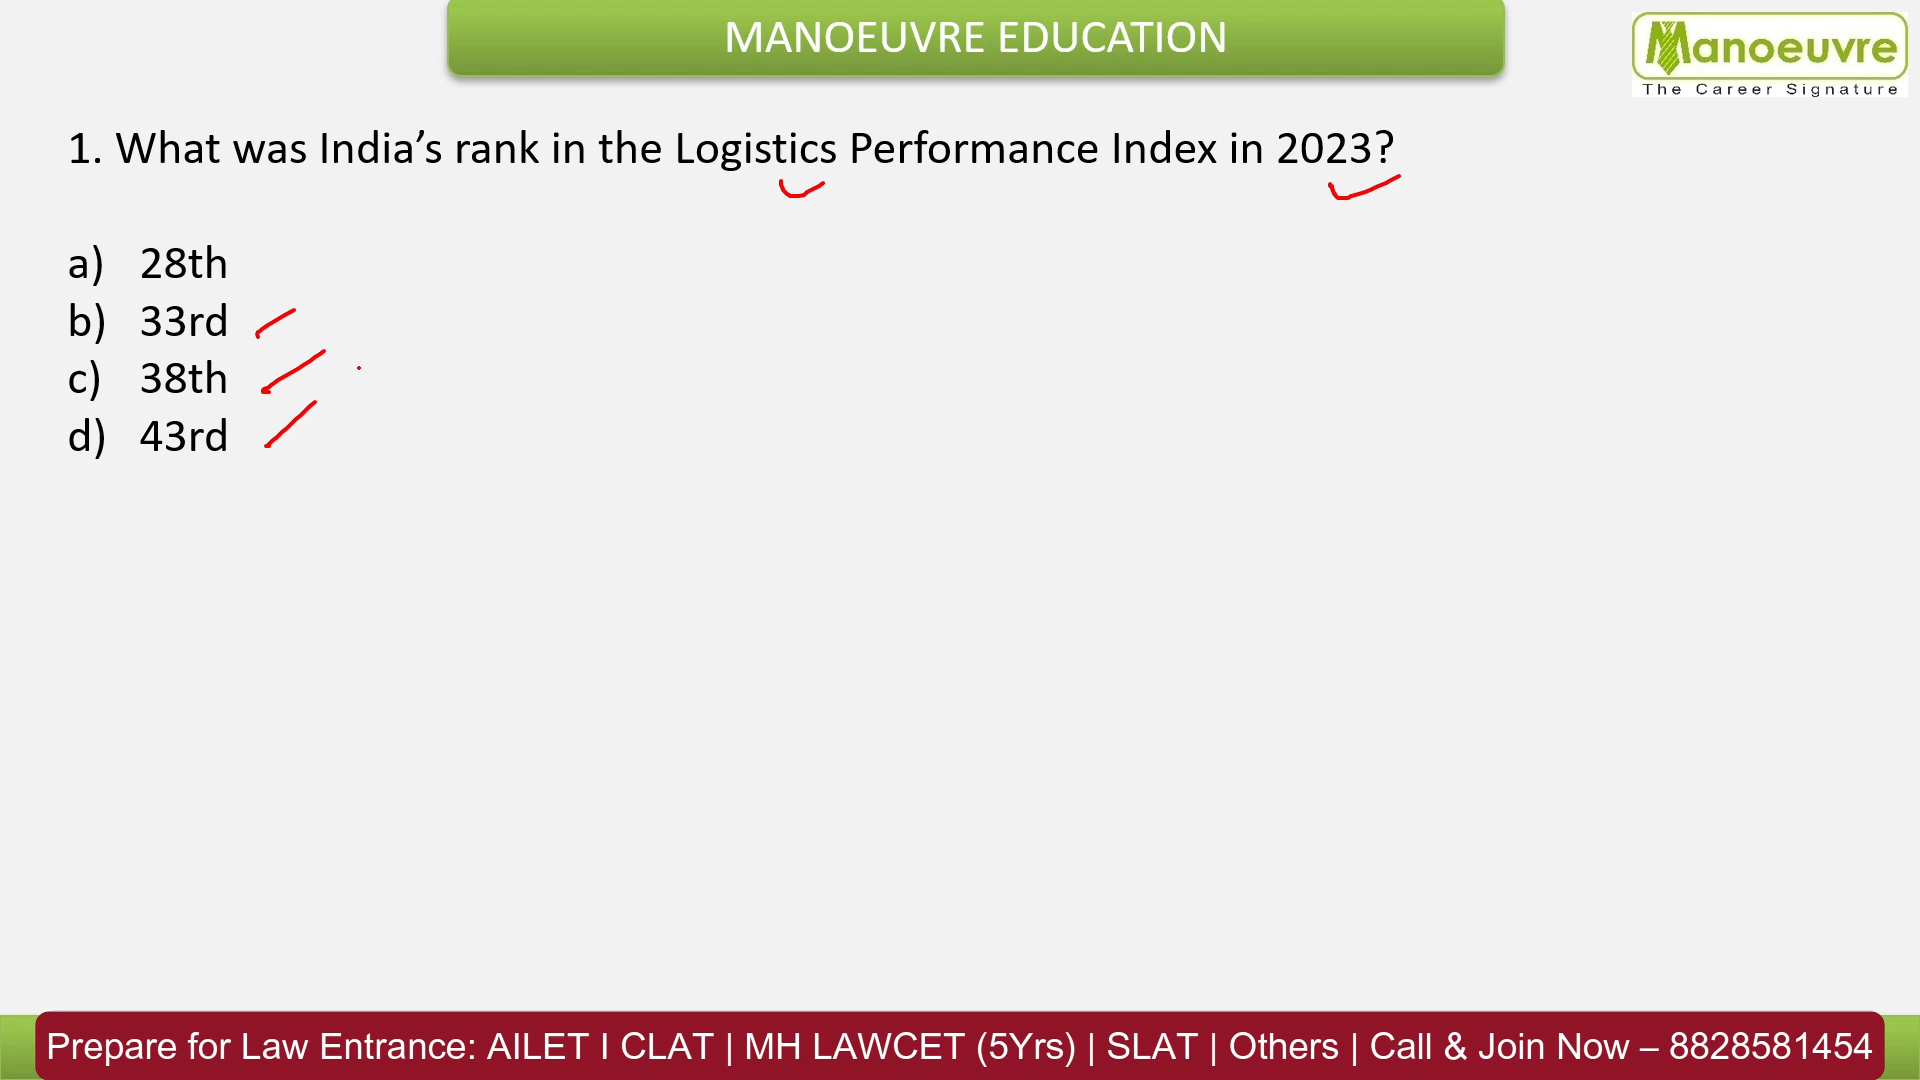 MANOEUVRE EDUCATION
Manoeuvre
The Career Signature
1. What was India’s rank in the Logistics Performance Index in 2023?
a) 28th
b) 33rd
c) 38th
d) 43rd
Prepare for Law Entrance: AILET I CLAT | MH LAWCET (5Yrs) | SLAT | Others | Call & Join Now – 8828581454